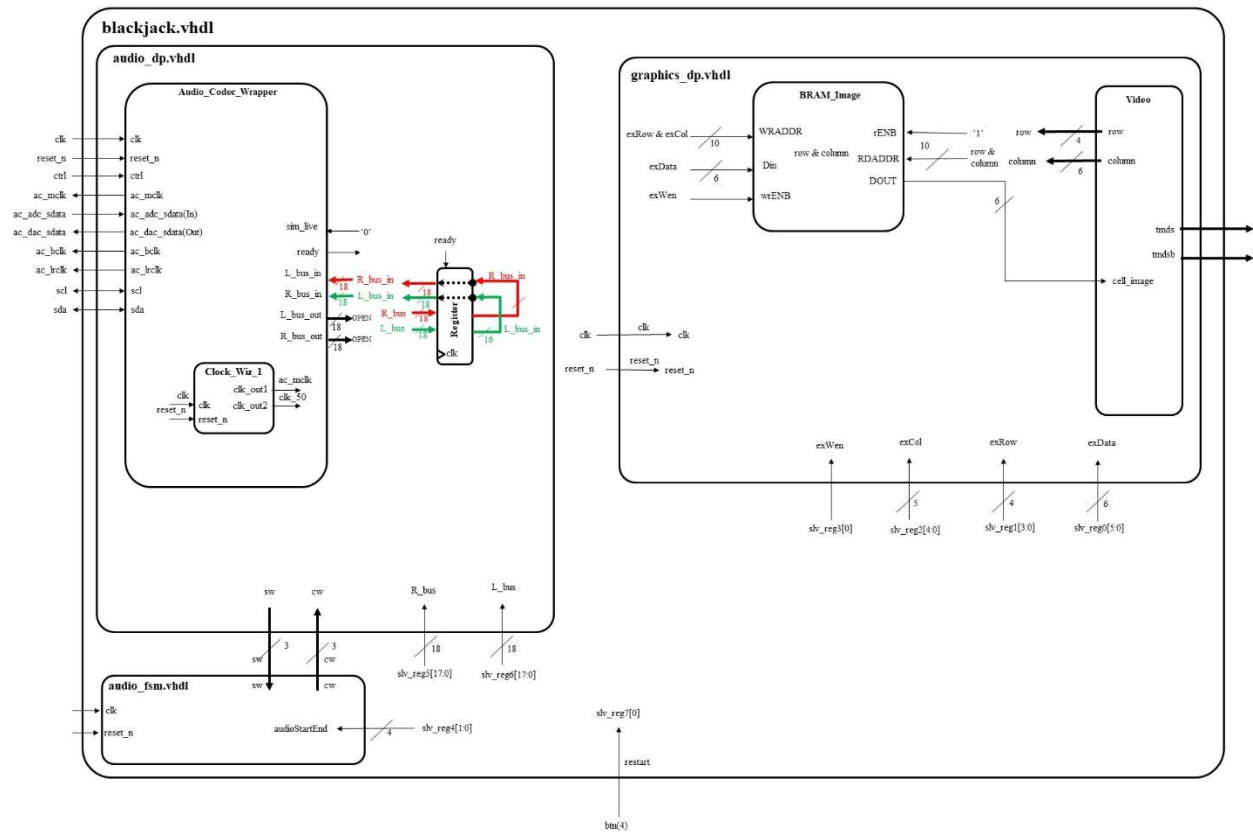 blackjack.vhdl
audio_dp.vhdl
Audio_Codec_Wrapper
clk
clk
reset_n
reset_n
ctrl
ctrl
ac_mclk
ac_mclk
ac_adc_sdata
ac_adc_sdata(In)
ac_dac_sdata
ac_dac_sdata(Out)
ac_bclk
ac_bclk
ac_lrclk
ac_lrclk
scl
scl
sda
sda
sim_live
'0'
ready
L_bus_in
18
R_bus_in
R_bus_in
18
L_bus_in
L_bus_out
18
OPEN
R_bus_out
18
OPEN
ready
18
R_bus_in
18
R_bus
18
L_bus
18
16
L_bus_in
Register
clk
Clock_Wiz_1
clk
clk
reset_n
reset_n
clk_out1
ac_mclk
clk_out2
clk_50
sw
cw
R_bus
L_bus
3
sw
3
cw
18
slv_reg5[17:0]
18
slv_reg6[17:0]
audio_fsm.vhdl
sw
cw
clk
reset_n
audioStartEnd
4
slv_reg4[1:0]
slv_reg7[0]
restart
btn(4)
graphics_dp.vhdl
BRAM_Image
exRow & exCol
10
WRADDR
exData
6
Din
exWen
wrENB
row & column
rENB
'1'
RDADDR
10
row &
column
DOUT
6
Video
row
4
row
column
6
column
tmds
tmdsb
cell_image
clk
clk
clk
reset_n
reset_n
reset_n
exWen
exCol
exRow
exData
5
4
6
slv_reg3[0]
slv_reg2[4:0]
slv_reg1[3:0]
slv_reg0[5:0]